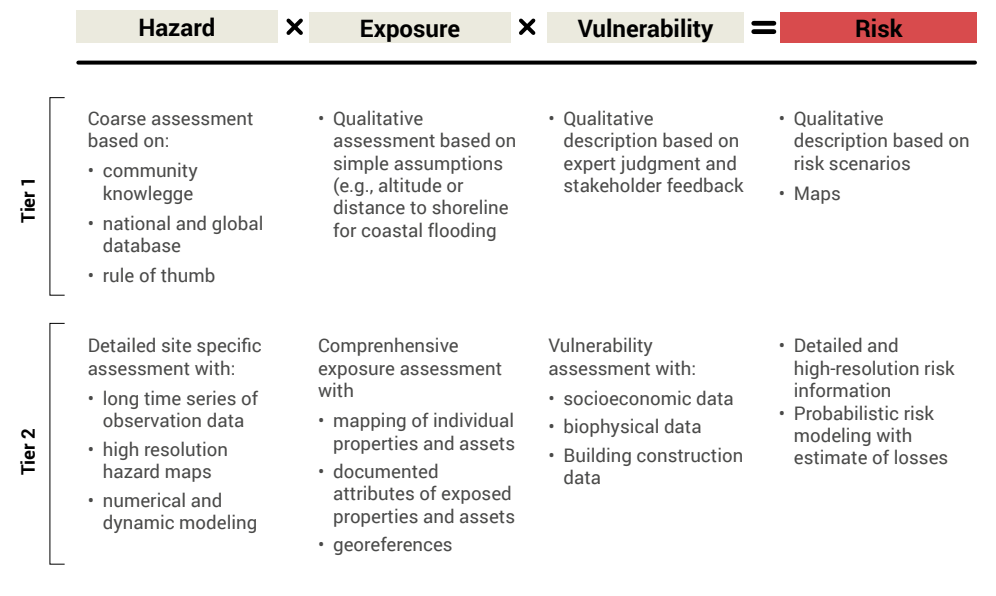 Hazard × Exposure × Vulnerability = Risk
Tier 1
Coarse assessment
based on:
• community
knowlegge
• national and global
database
• rule of thumb
• Qualitative
assessment based on
simple assumptions
(e.g., altitude or
distance to shoreline
for coastal flooding
• Qualitative
description based on
expert judgment and
stakeholder feedback
• Qualitative
description based on
risk scenarios
• Maps
Tier 2
Detailed site specific
assessment with:
• long time series of
observation data
• high resolution
hazard maps
• numerical and
dynamic modeling
Comprenhensive
exposure assessment
with
• mapping of individual
properties and assets
• documented
attributes of exposed
properties and assets
• georeferences
Vulnerability
assessment with:
• socioeconomic data
• biophysical data
• Building construction
data
• Detailed and
high-resolution risk
information
• Probabilistic risk
modeling with
estimate of losses